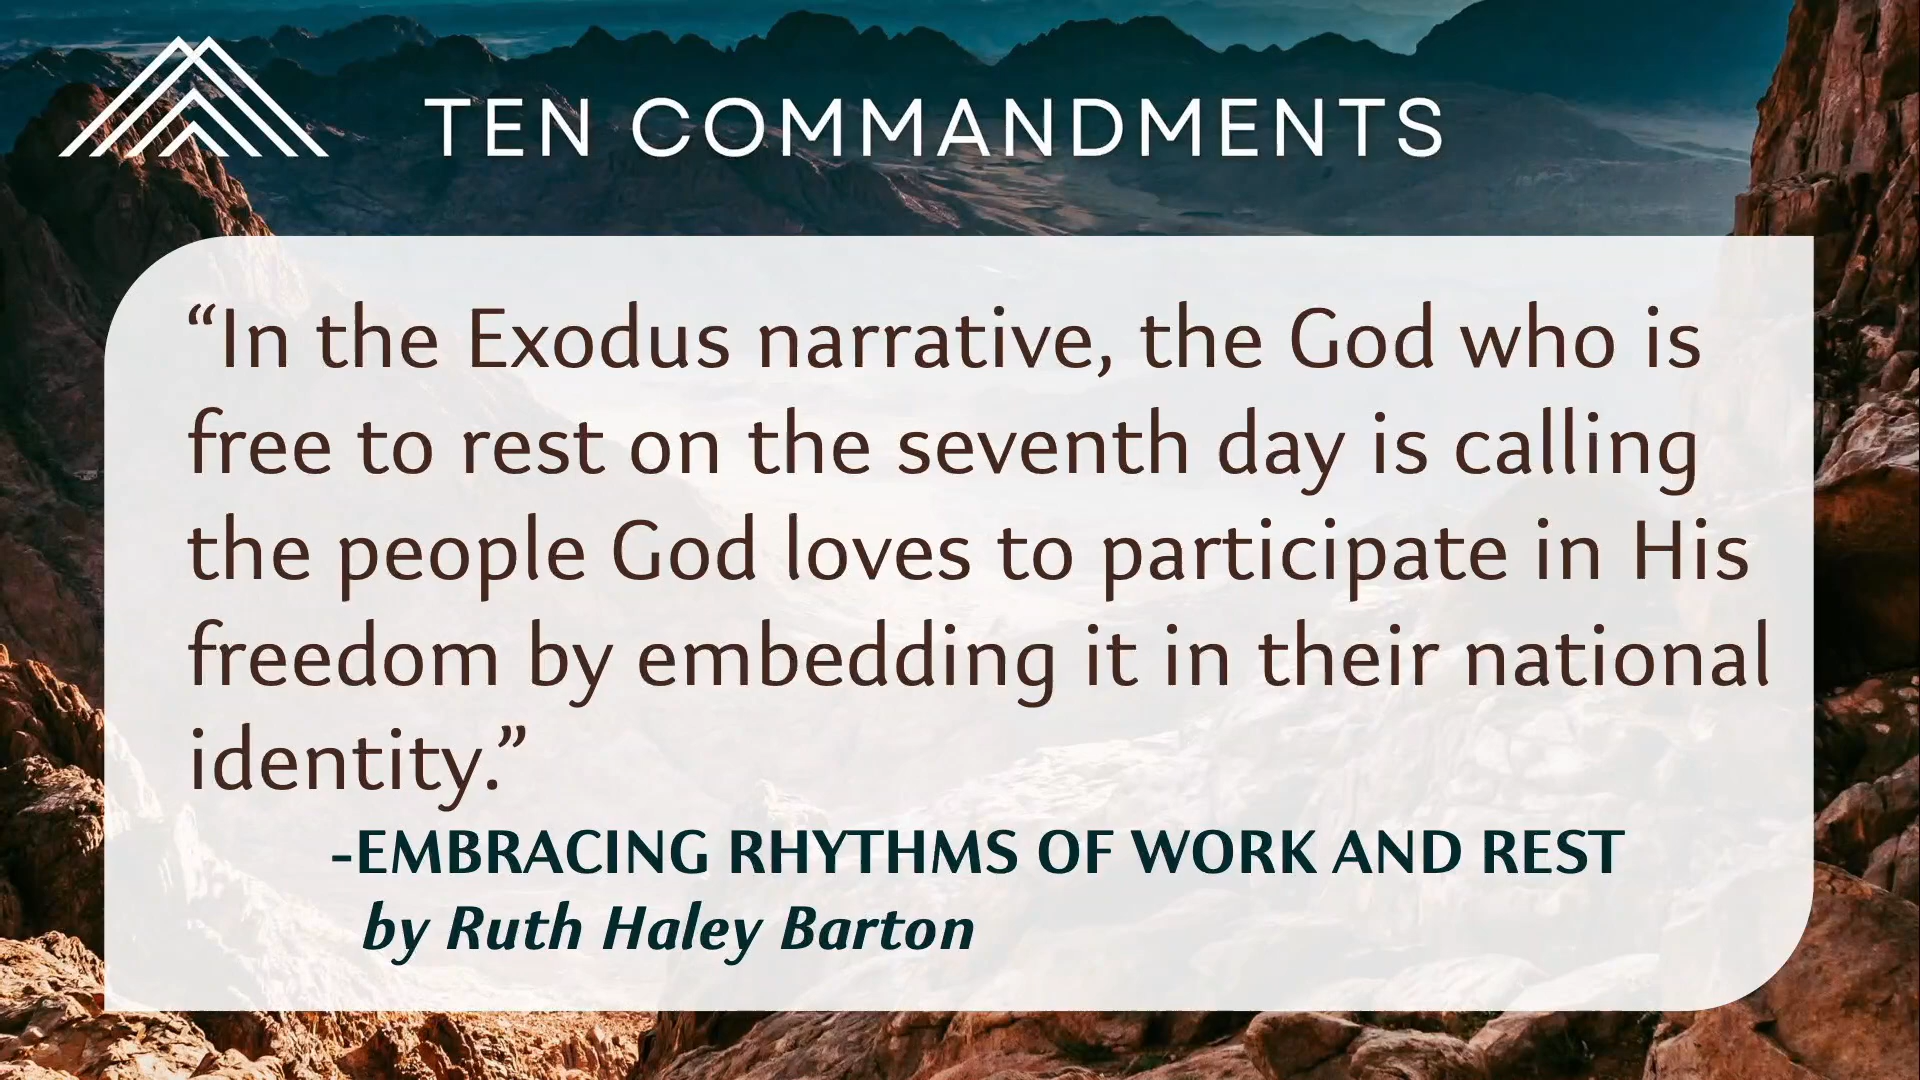 TEN COMMANDMENTS
“In the Exodus narrative, the God who is
free to rest on the seventh day is calling
the people God loves to participate in His
freedom by embedding it in their national
identity.”
-EMBRACING RHYTHMS OF WORK AND REST
by Ruth Haley Barton